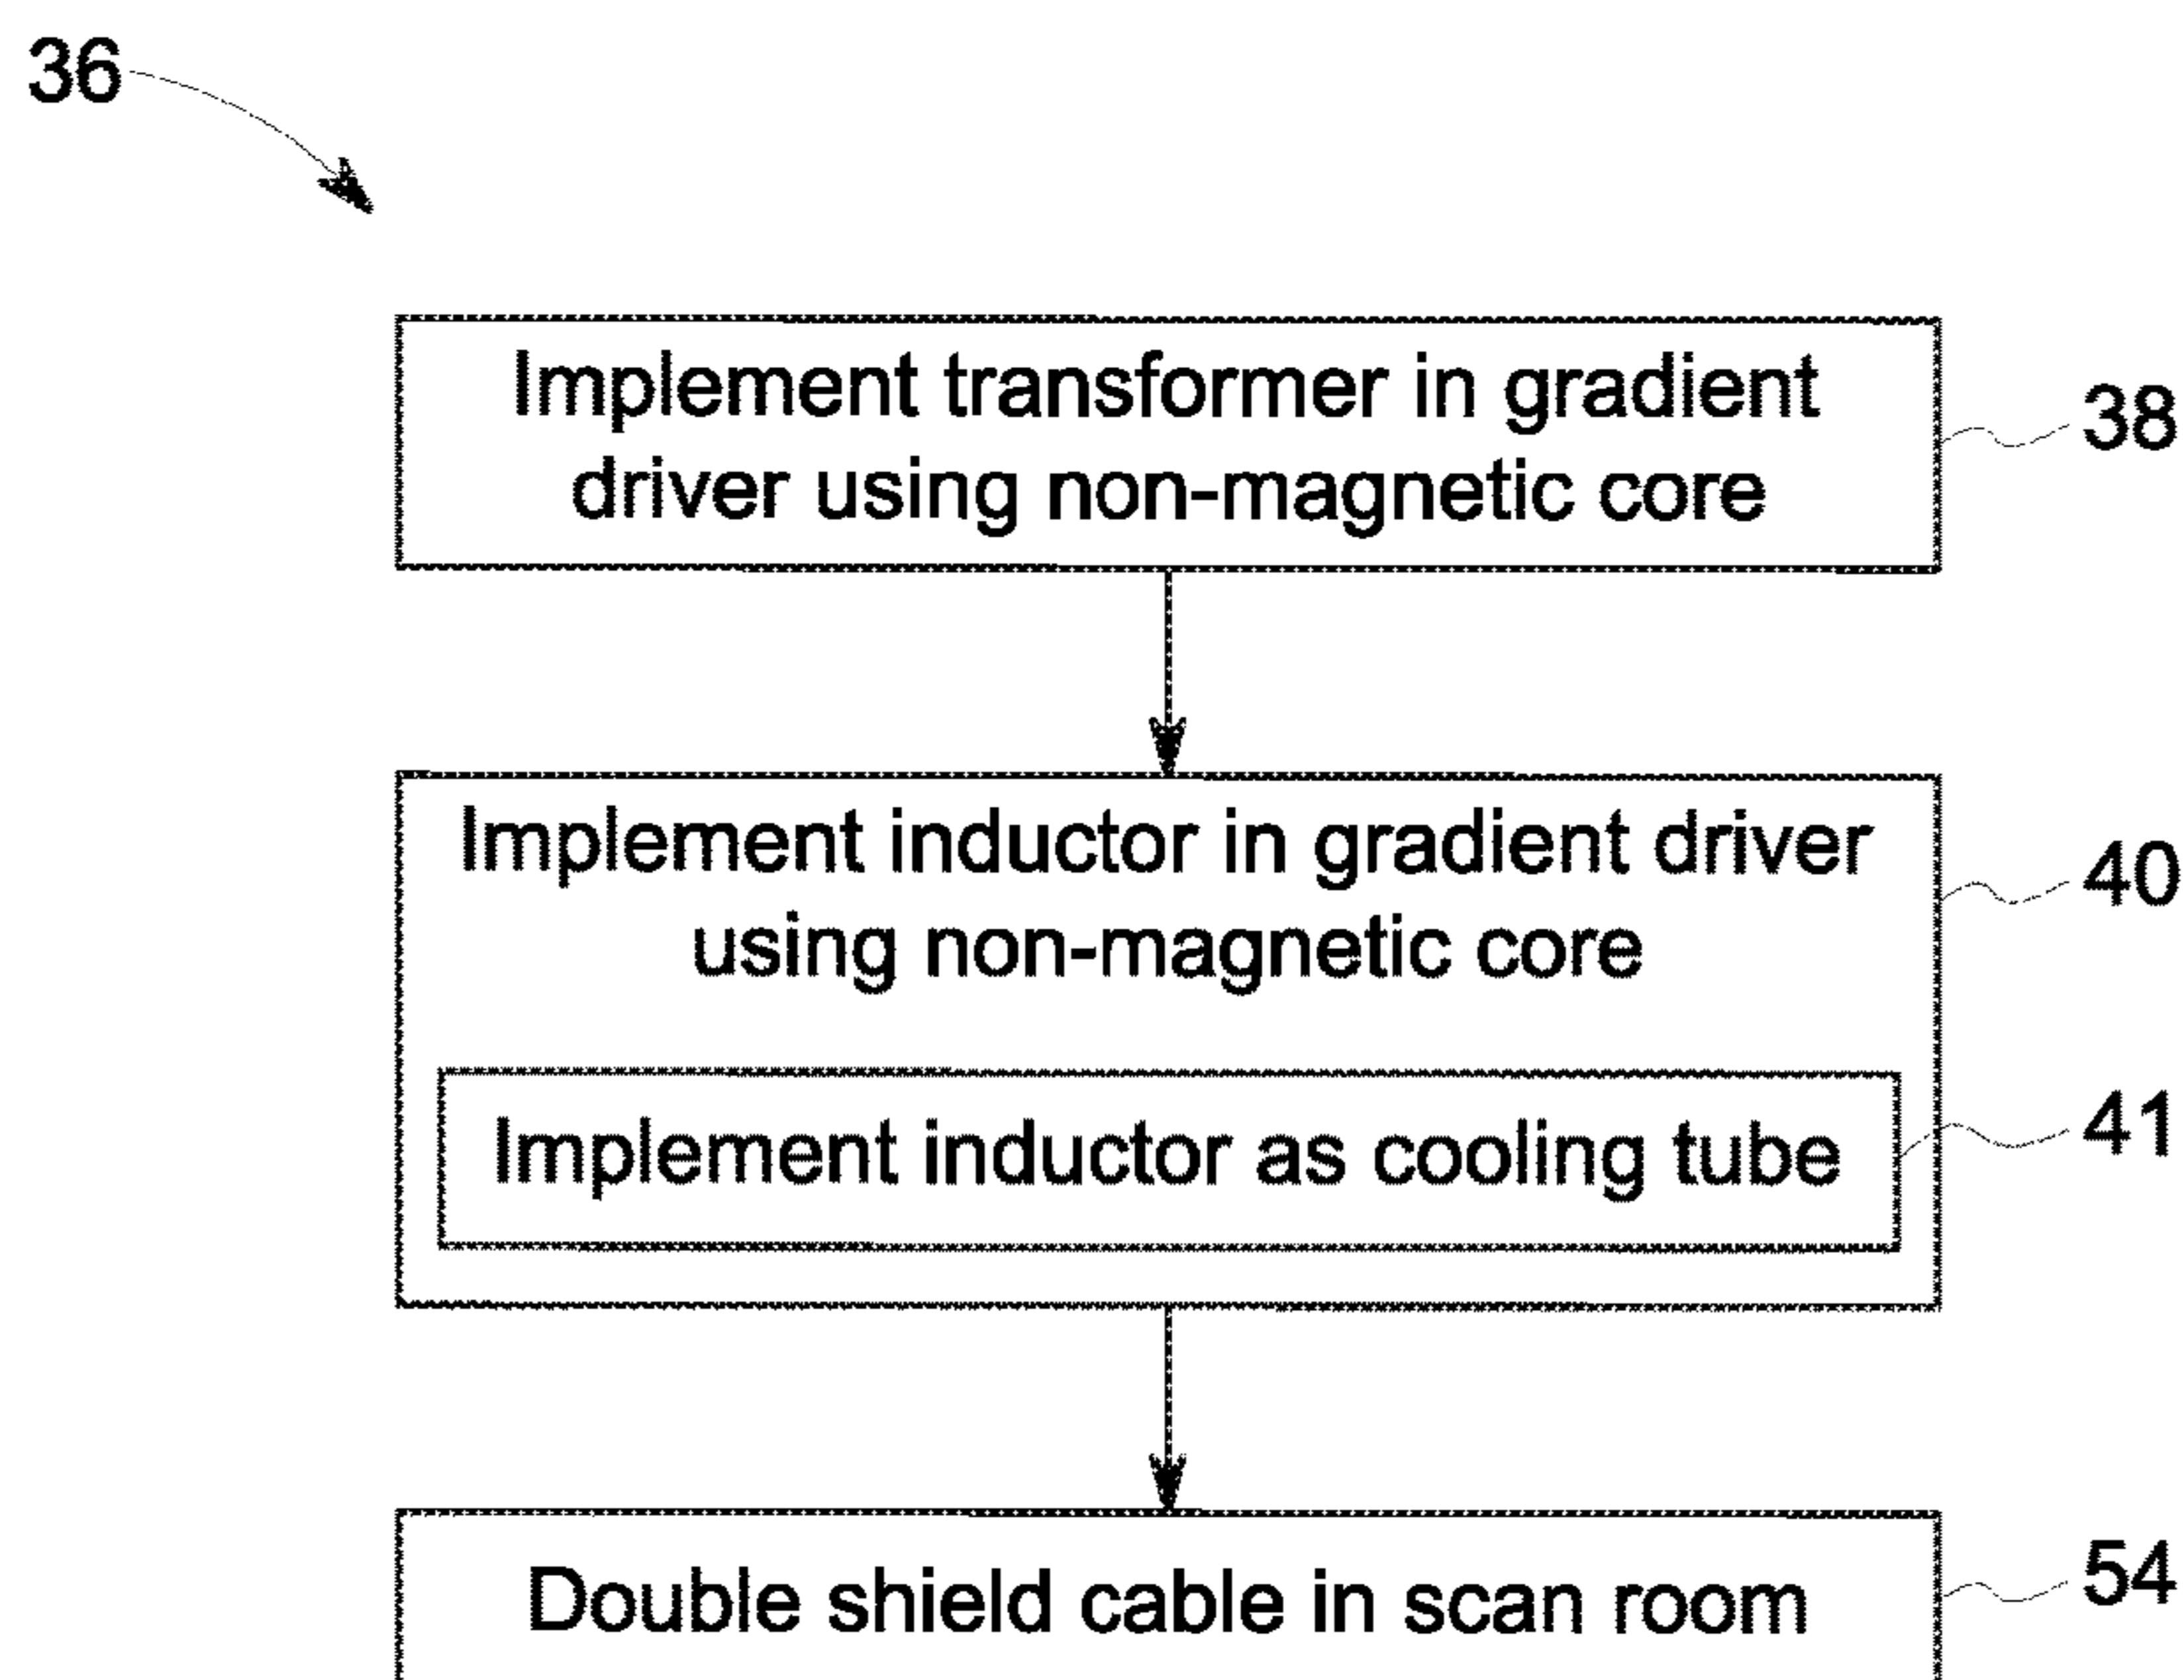 36
Implement transformer in gradient
driver using non-magnetic core
38
Implement inductor in gradient driver
using non-magnetic core
40
Implement inductor as cooling tube
41
Double shield cable in scan room
54